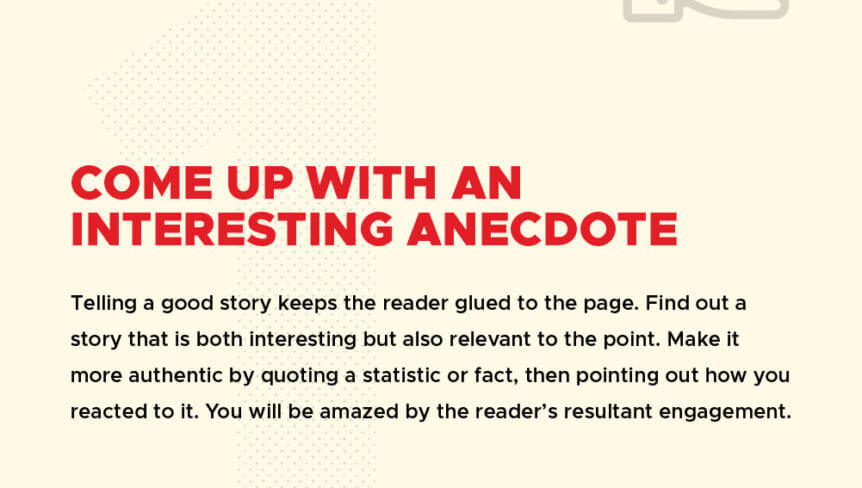 1
COME UP WITH AN
INTERESTING ANECDOTE
Telling a good story keeps the reader glued to the page. Find out a
story that is both interesting but also relevant to the point. Make it
more authentic by quoting a statistic or fact, then pointing out how you
reacted to it. You will be amazed by the reader’s resultant engagement.